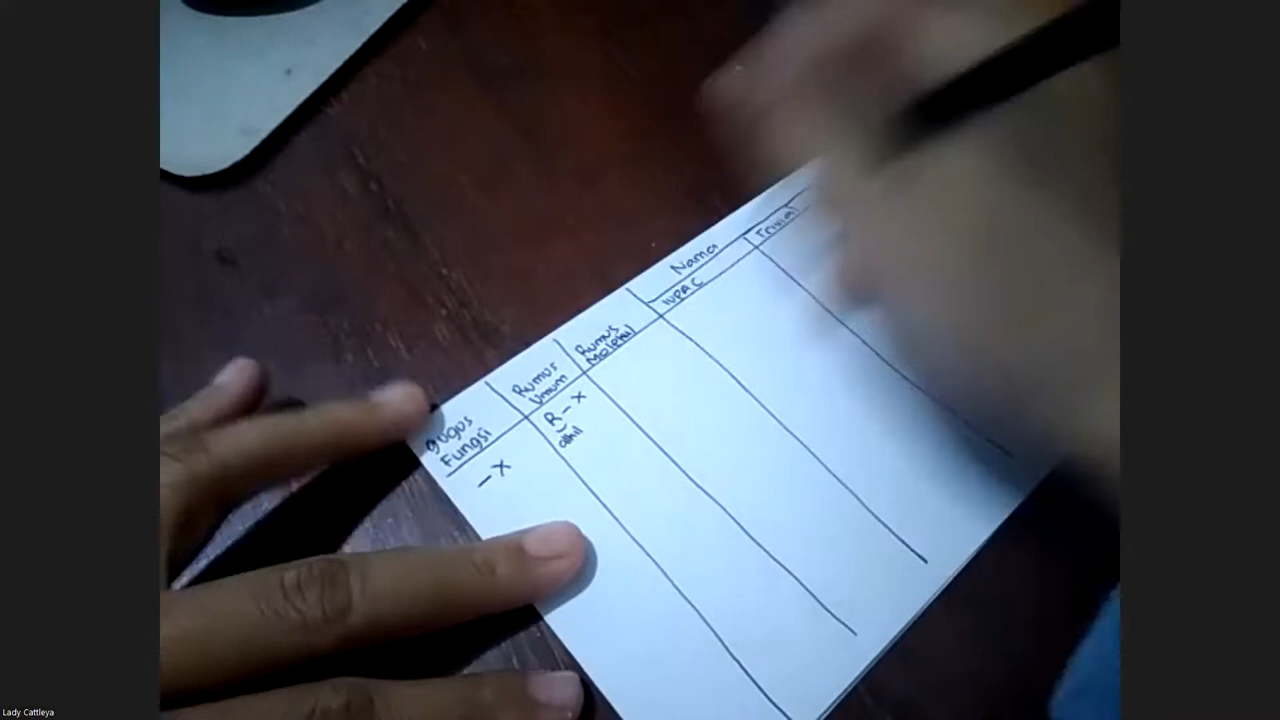 gugus
Fungsi
Rumus
Umum
Rumus
Molekul
Nama
IUPAC
Trivial
- X
R - X
alkil
Lady Cattleya